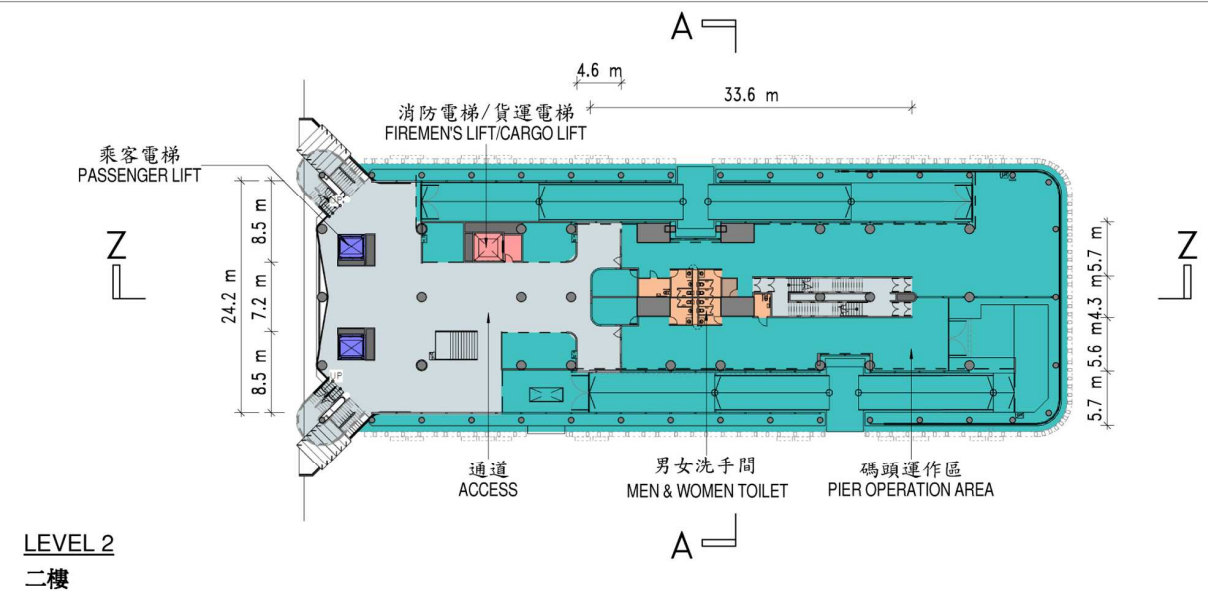 A
4.6 m
33.6 m
消防電梯/貨運電梯
FIREMEN'S LIFT/CARGO LIFT
乘客電梯
PASSENGER LIFT
8.5 m
7.2 m
8.5 m
24.2 m
Z
Z
5.7 m
4.3 m
5.6 m
5.7 m
UP
通道
ACCESS
男女洗手間
MEN & WOMEN TOILET
碼頭運作區
PIER OPERATION AREA
A
LEVEL 2
二樓